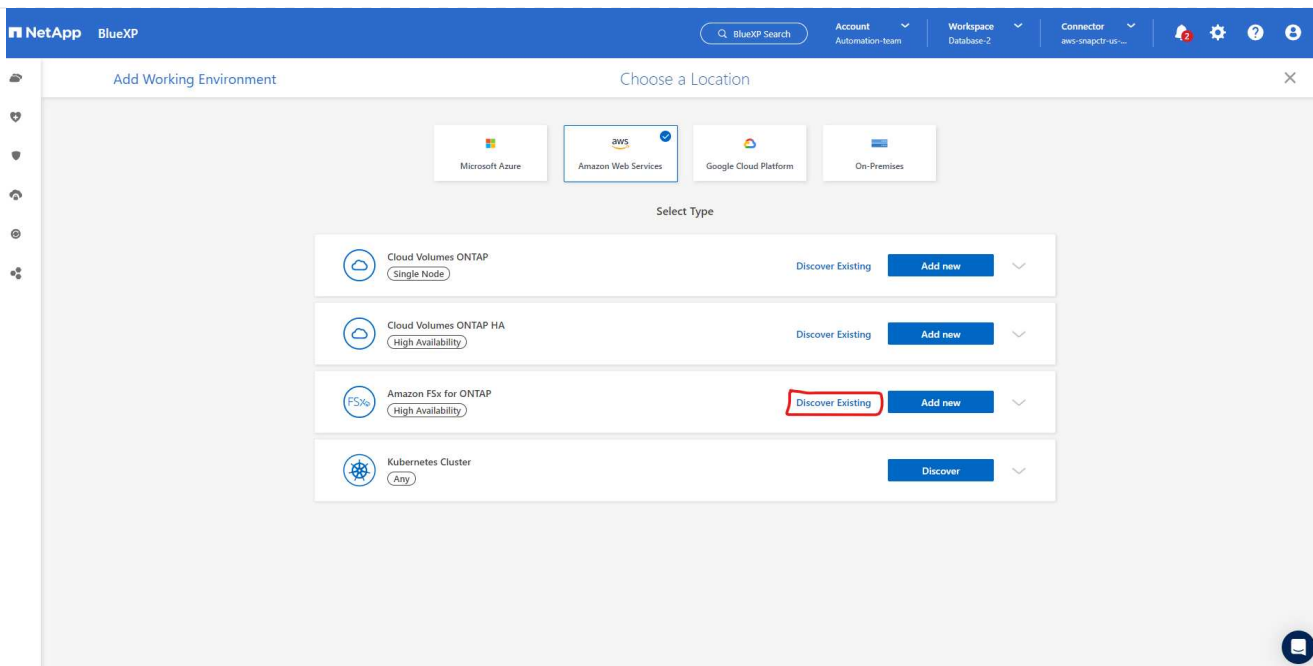 NetApp BlueXP
BlueXP Search
Account
Automation-team
Workspace
Database-2
Connector
aws-snapctr-us-...
2
Add Working Environment
Choose a Location
Microsoft Azure
aws
Amazon Web Services
Google Cloud Platform
On-Premises
Select Type
Cloud Volumes ONTAP
Single Node
Discover Existing
Add new
Cloud Volumes ONTAP HA
High Availability
Discover Existing
Add new
FSx
Amazon FSx for ONTAP
High Availability
Discover Existing
Add new
Kubernetes Cluster
Any
Discover